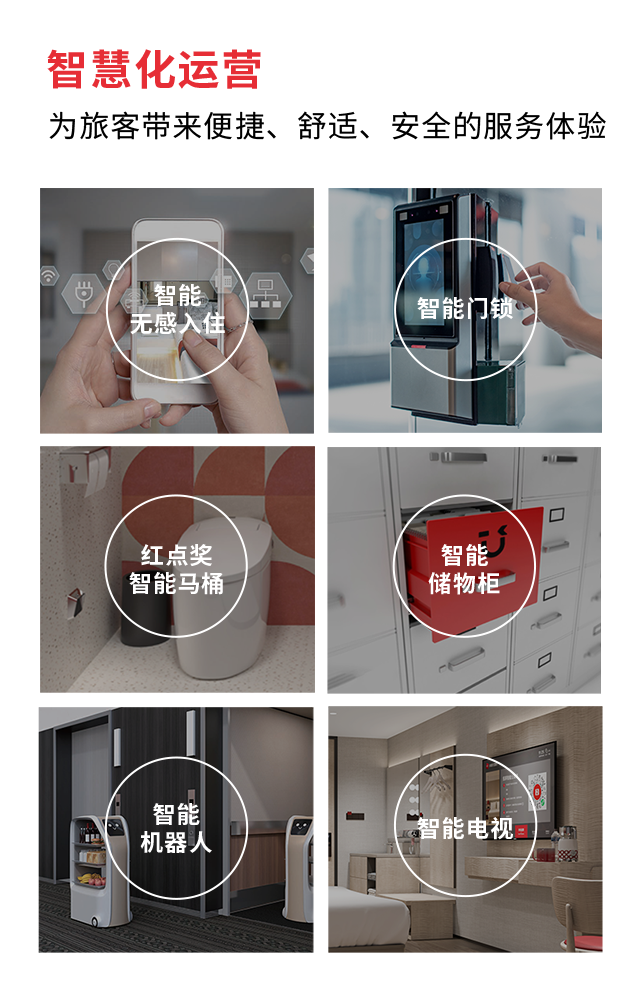 智慧化运营
为旅客带来便捷、舒适、安全的服务体验
智能
无感入住
智能门锁
红点奖
智能马桶
智能
储物柜
智能
机器人
智能电视